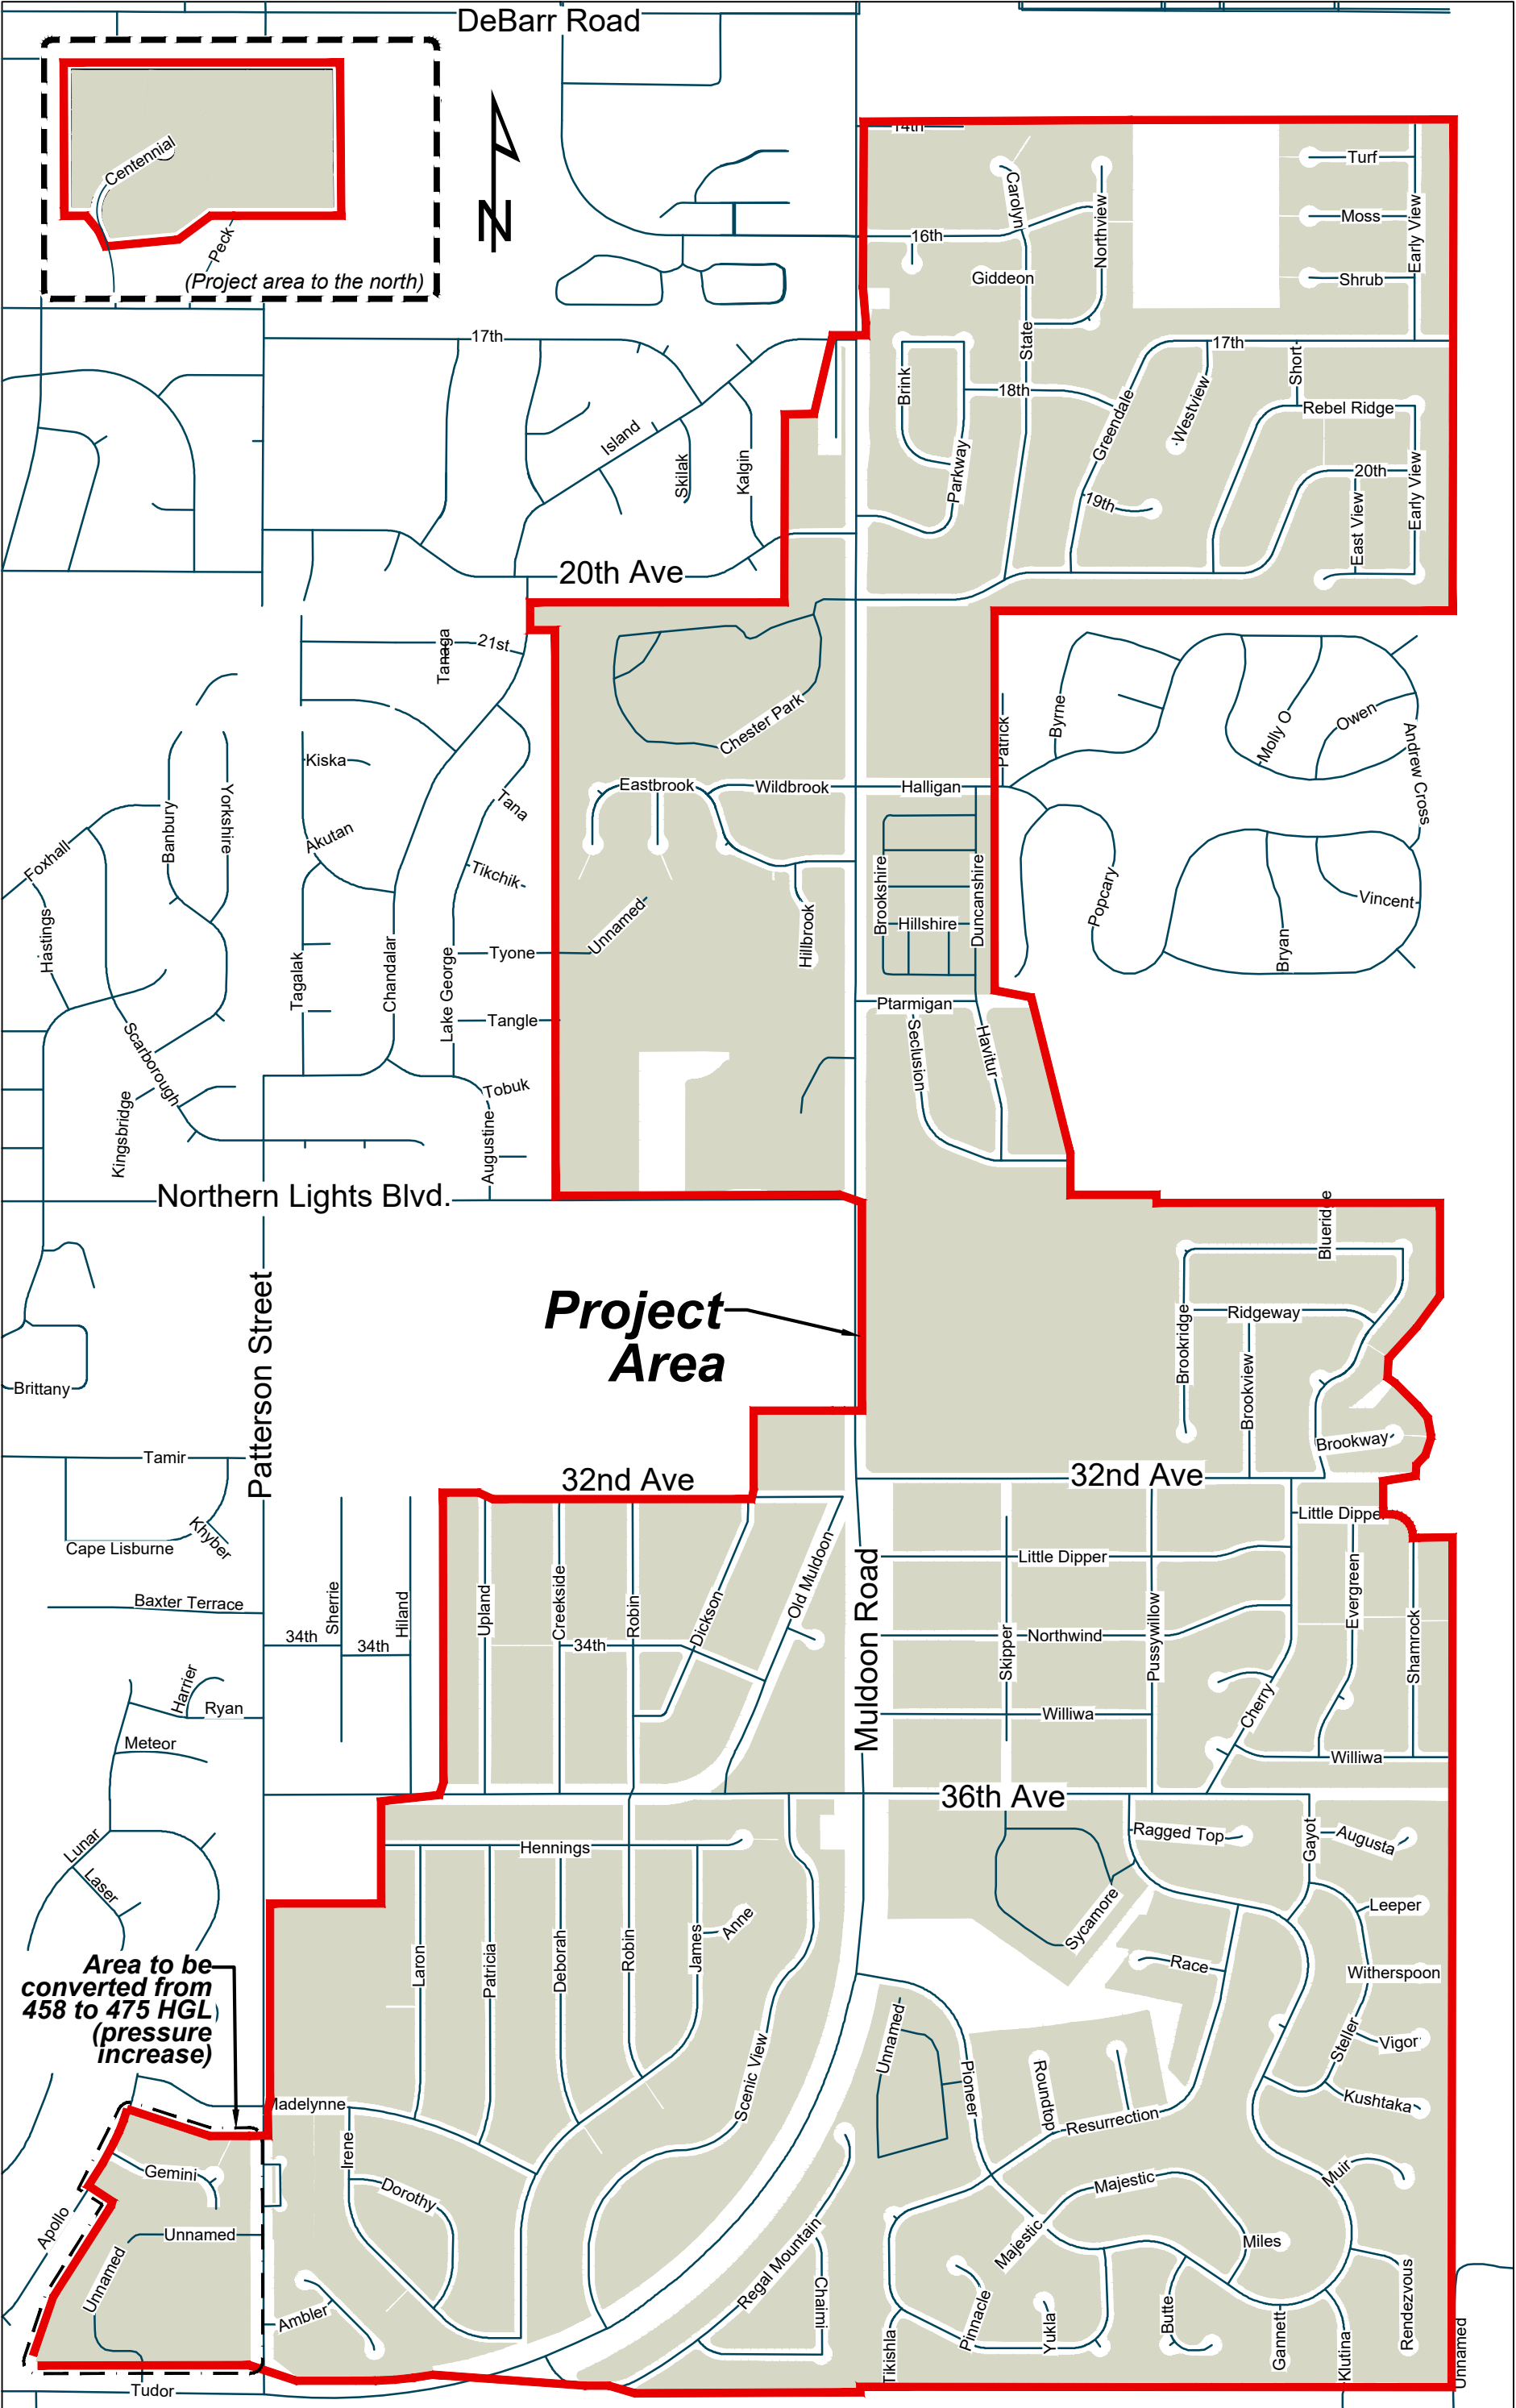 DeBarr Road
Centennial
Peck
(Project area to the north)
N
14th
Turf
Carolyn
Moss
Early View
Northview
16th
Giddeon
Shrub
17th
State
17th
Short
Brink
18th
Westview
Rebel Ridge
Greendale
Island
Skilak
Kalgin
Parkway
20th
19th
East View
Early View
20th Ave
Tanaga
21st
Patrick
Byrne
Molly O
Owen
Andrew Cross
Chester Park
Kiska
Eastbrook
Wildbrook
Halligan
Tana
Yorkshire
Banbury
Akutan
Foxhall
Tikchik
Brookshire
Duncanshire
Popcary
Vincent
Hastings
Unnamed
Hillbrook
Hillshire
Bryan
Tyone
Tagalak
Chandalar
Lake George
Ptarmigan
Tangle
Scarborough
Seclusion
Havitur
Tobuk
Kingsbridge
Augustine
Northern Lights Blvd.
Blueridge
Patterson Street
Project
Area
Brookridge
Ridgeway
Brookview
Brittany
Brookway
Tamir
32nd Ave
32nd Ave
Khyber
Cape Lisburne
Little Dippe
Muldoon Road
Little Dipper
Baxter Terrace
Sherrie
Hiland
Upland
Creekside
Robin
Dickson
Old Muldoon
Evergreen
Shamrock
34th
34th
34th
Skipper
Northwind
Pussywillow
Harrier
Ryan
Cherry
Williwa
Meteor
Williwa
36th Ave
Lunar
Laser
Hennings
Ragged Top
Gayot
Augusta
Leeper
Sycamore
Anne
Laron
Patricia
Deborah
Robin
James
Race
Witherspoon
Area to be
converted from
458 to 475 HGL
(pressure
increase)
Unnamed
Steller
Vigor
Scenic View
Pioneer
Roundtop
Kushtaka
Madelynne
Resurrection
Irene
Gemini
Dorothy
Majestic
Muir
Apollo
Unnamed
Majestic
Miles
Unnamed
Regal Mountain
Chaimi
Ambler
Pinnacle
Yukla
Butte
Gannett
Rendezvous
Tikishla
Klutina
Unnamed
Tudor